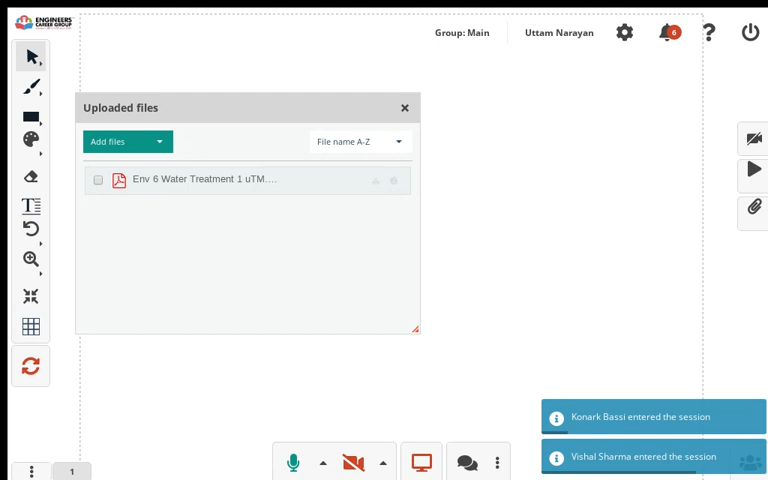 ENGINEERS
CAREER GROUP
Group: Main
Uttam Narayan
6
Uploaded files
Add files
File name A-Z
Env 6 Water Treatment 1 uTM....
T
Konark Bassi entered the session
Vishal Sharma entered the session
1